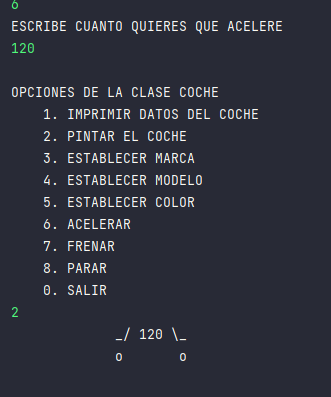 6
ESCRIBE CUANTO QUIERES QUE ACELERE
120
OPCIONES DE LA CLASE COCHE
1. IMPRIMIR DATOS DEL COCHE
2. PINTAR EL COCHE
3. ESTABLECER MARCA
4. ESTABLECER MODELO
5. ESTABLECER COLOR
6. ACELERAR
7. FRENAR
8. PARAR
0. SALIR
2
_/ 120 \_
o o